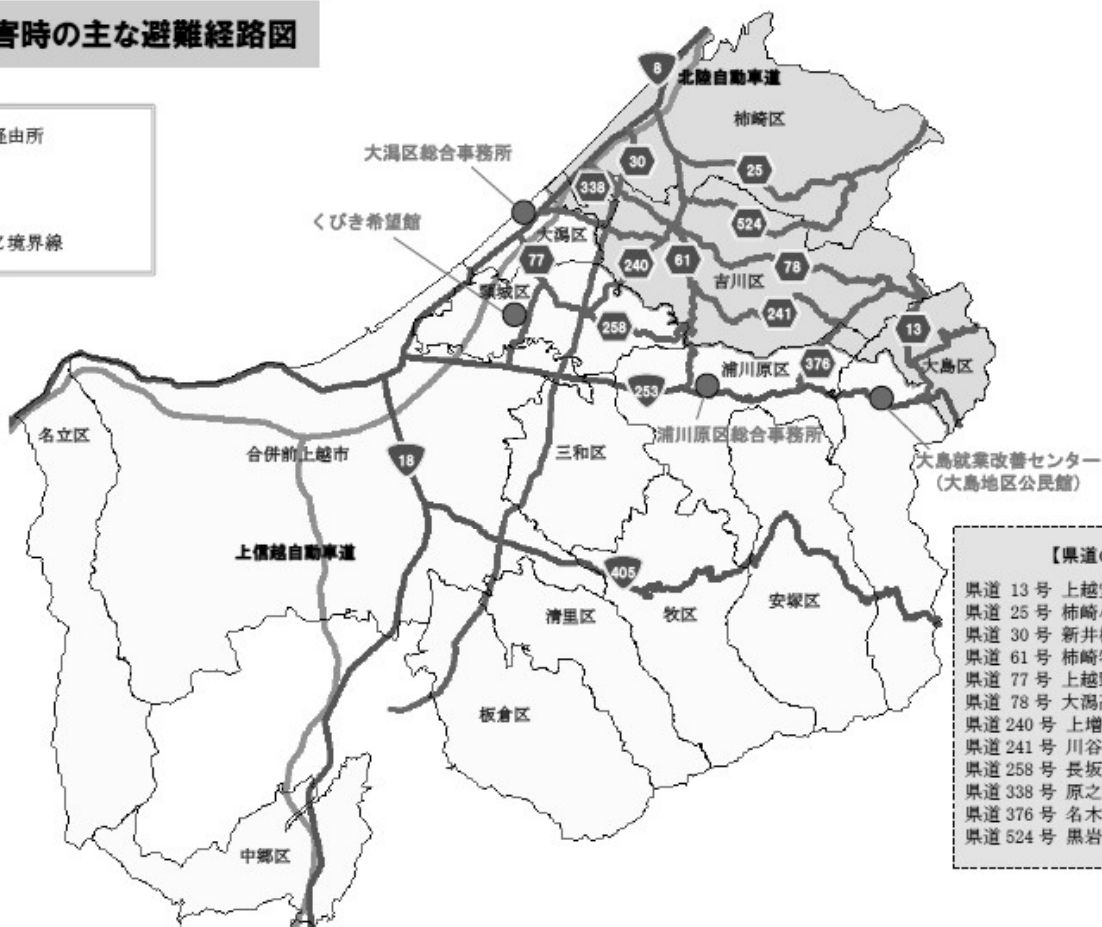 害時の主な避難経路図
経由所
境界線
8
北陸自動車道
柿崎区
大潟区総合事務所
30
25
338
くびき希望館
524
大潟区
77
240
61
78
吉川区
頸城区
241
258
13
376
大島区
浦川原区
253
名立区
浦川原区総合事務所
合併前上越市
18
三和区
大島就業改善センター
(大島地区公民館)
上信越自動車道
405
【県道
安塚区
清里区
牧区
板倉区
中郷区
県道 13 号 上越
県道 25 号 柿崎
県道 30 号 新井
県道 61 号 柿崎
県道 77 号 上越
県道 78 号 大潟
県道 240 号 上増
県道 241 号 川谷
県道 258 号 長坂
県道 338 号 原之
県道 376 号 名木
県道 524 号 黒岩